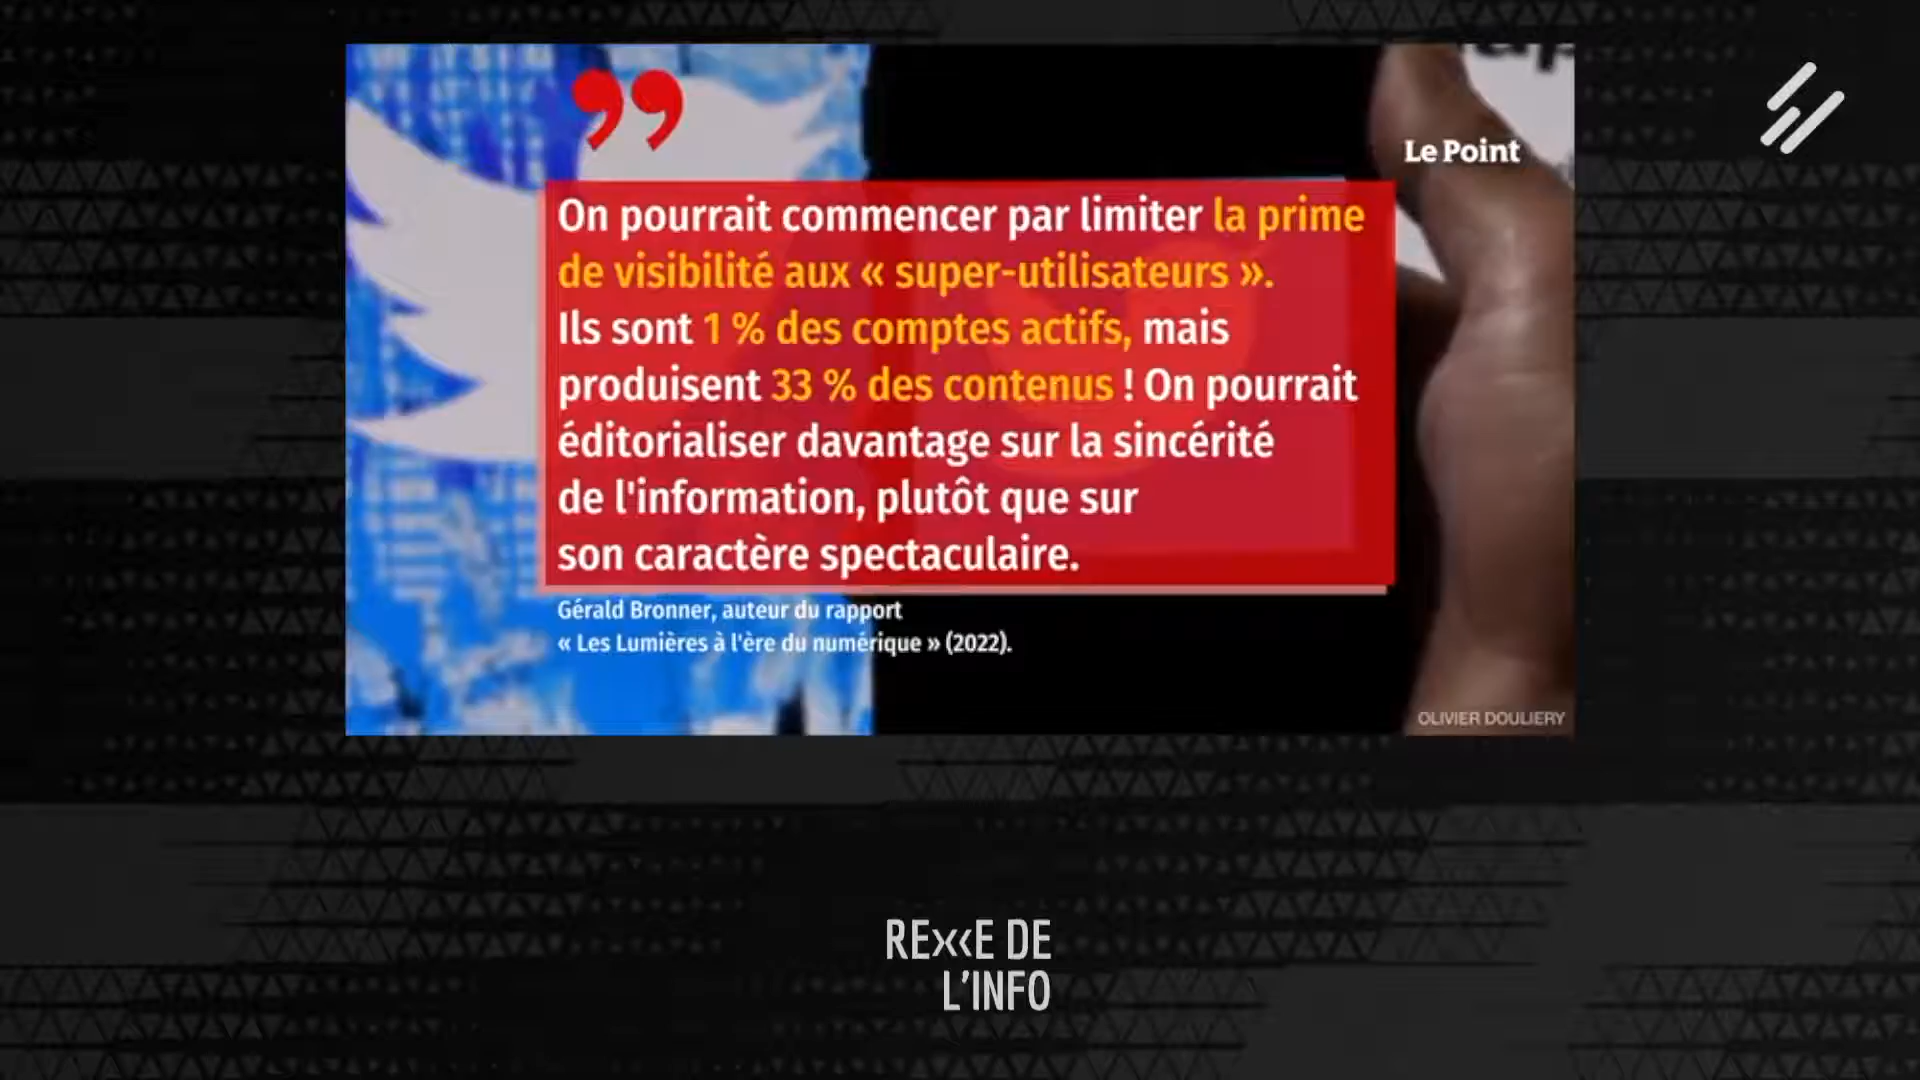 Le Point
On pourrait commencer par limiter la prime
de visibilité aux « super-utilisateurs ».
Ils sont 1 % des comptes actifs, mais
produisent 33 % des contenus ! On pourrait
éditorialiser davantage sur la sincérité
de l'information, plutôt que sur
son caractère spectaculaire.
Gérald Bronner, auteur du rapport
« Les Lumières à l'ère du numérique » (2022).
OLIVIER DOULIERY
DE
L'INFO